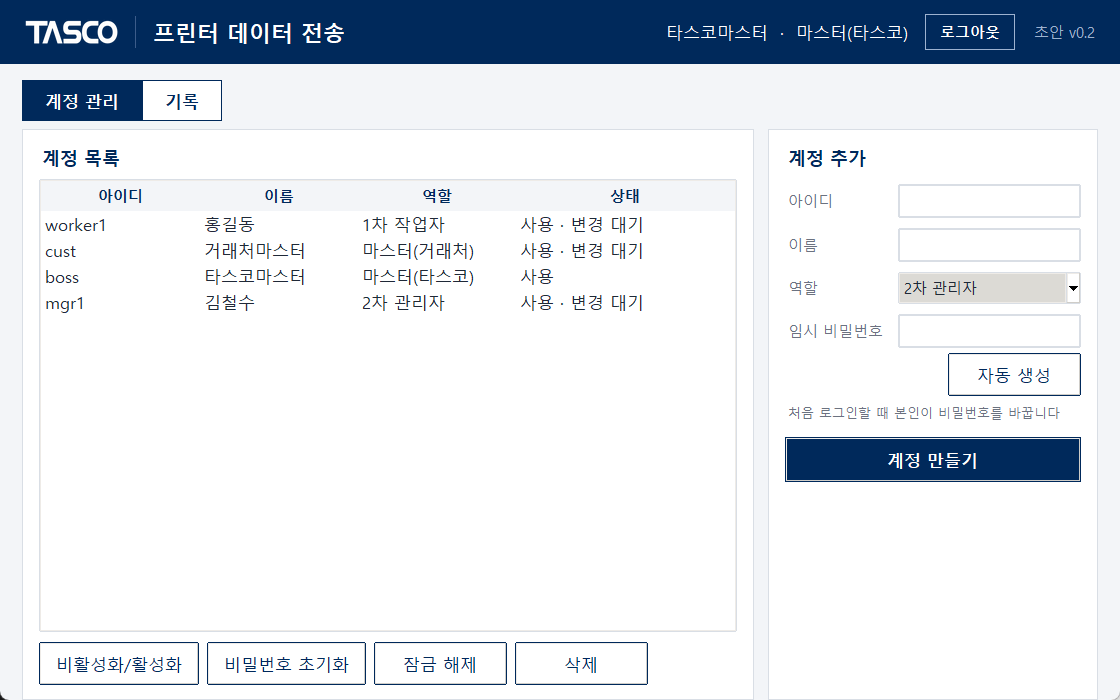 TASCO 프린터 데이터 전송 타스코마스터 · 마스터(타스코) 로그아웃 초안 v0.2
계정 관리 기록
계정 목록
아이디 이름 역할 상태
worker1 홍길동 1차 작업자 사용 · 변경 대기
cust 거래처마스터 마스터(거래처) 사용 · 변경 대기
boss 타스코마스터 마스터(타스코) 사용
mgr1 김철수 2차 관리자 사용 · 변경 대기
비활성화/활성화 비밀번호 초기화 잠금 해제 삭제
계정 추가
아이디
이름
역할 2차 관리자
임시 비밀번호
자동 생성
처음 로그인할 때 본인이 비밀번호를 바꿉니다
계정 만들기